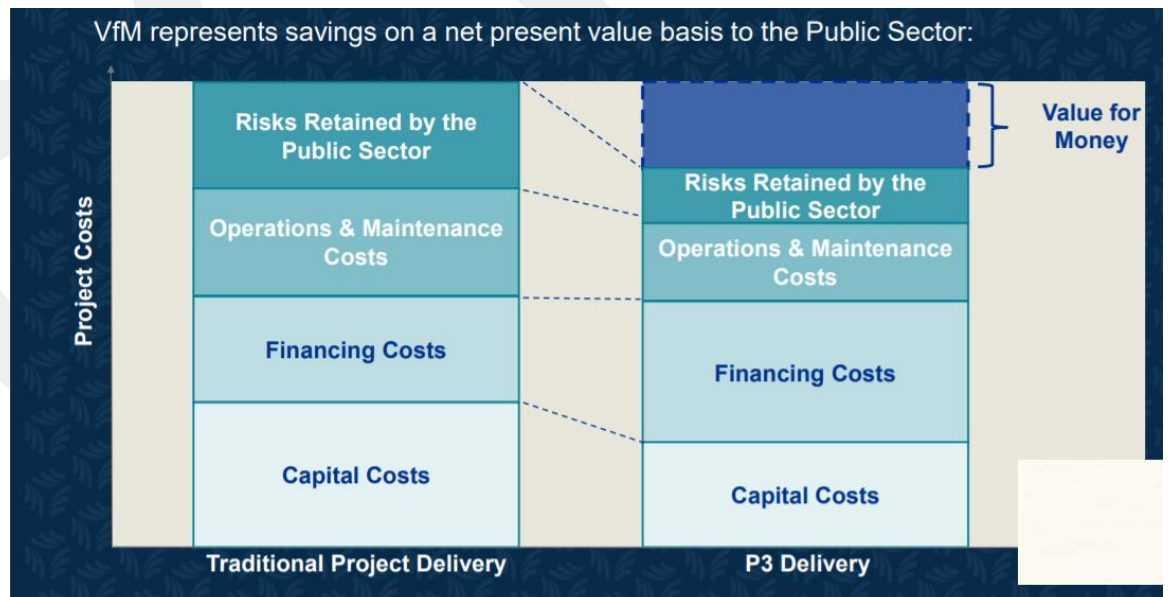 VfM represents savings on a net present value basis to the Public Sector:
Project Costs
Risks Retained by the
Public Sector
Operations & Maintenance
Costs
Financing Costs
Capital Costs
Traditional Project Delivery
Risks Retained by the
Public Sector
Operations & Maintenance
Costs
Financing Costs
Capital Costs
P3 Delivery
Value for
Money